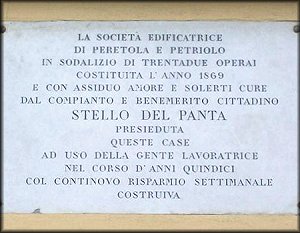 LA SOCIETÀ EDIFICATRICE
DI PERETOLA E PETRIOLO
IN SODALIZIO DI TRENTADUE OPERAI
COSTITUITA L'ANNO 1869
E CON ASSIDUO AMORE E SOLERTI CURE
DAL COMPIANTO E BENEMERITO CITTADINO
STELLO DEL PANTA
PRESIEDUTA
QUESTE CASE
AD USO DELLA GENTE LAVORATRICE
NEL CORSO D'ANNI QUINDICI
COL CONTINOVO RISPARMIO SETTIMANALE
COSTRUIVA